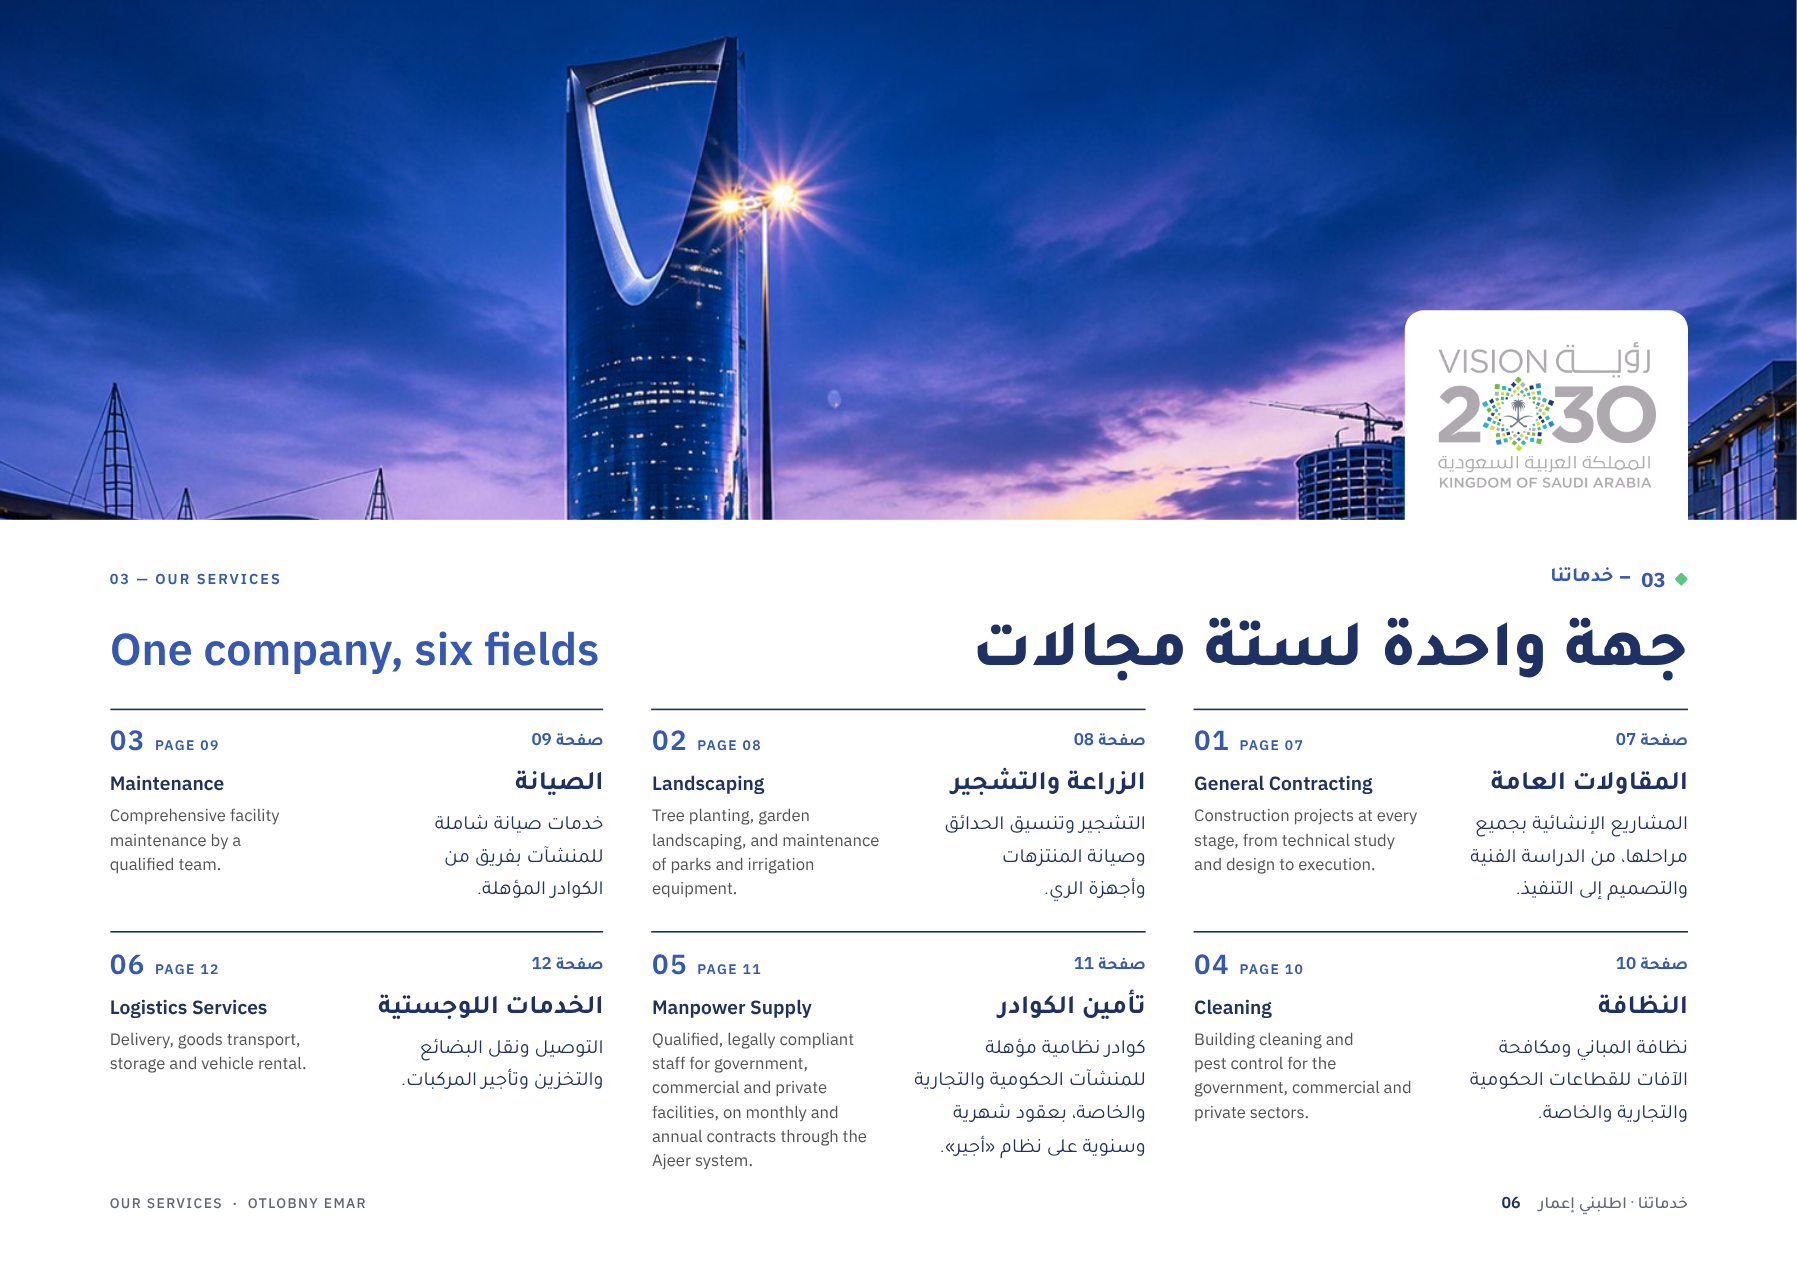 VISION رؤيــة
2030
المملكة العربية السعودية
KINGDOM OF SAUDI ARABIA
03 — OUR SERVICES
03 – خدماتنا
One company, six fields
جهة واحدة لستة مجالات
01 PAGE 07
صفحة 07
General Contracting
المقاولات العامة
Construction projects at every
stage, from technical study
and design to execution.
المشاريع الإنشائية بجميع
مراحلها، من الدراسة الفنية
والتصميم إلى التنفيذ.
02 PAGE 08
صفحة 08
Landscaping
الزراعة والتشجير
Tree planting, garden
landscaping, and maintenance
of parks and irrigation
equipment.
التشجير وتنسيق الحدائق
وصيانة المنتزهات
وأجهزة الري.
03 PAGE 09
صفحة 09
Maintenance
الصيانة
Comprehensive facility
maintenance by a
qualified team.
خدمات صيانة شاملة
للمنشآت بفريق من
الكوادر المؤهلة.
04 PAGE 10
صفحة 10
Cleaning
النظافة
Building cleaning and
pest control for the
government, commercial and
private sectors.
نظافة المباني ومكافحة
الآفات للقطاعات الحكومية
والتجارية والخاصة.
05 PAGE 11
صفحة 11
Manpower Supply
تأمين الكوادر
Qualified, legally compliant
staff for government,
commercial and private
facilities, on monthly and
annual contracts through the
Ajeer system.
كوادر نظامية مؤهلة
للمنشآت الحكومية والتجارية
والخاصة، بعقود شهرية
وسنوية على نظام «أجير».
06 PAGE 12
صفحة 12
Logistics Services
الخدمات اللوجستية
Delivery, goods transport,
storage and vehicle rental.
التوصيل ونقل البضائع
والتخزين وتأجير المركبات.
OUR SERVICES · OTLOBNY EMAR
خدماتنا · اطلبني إعمار 06